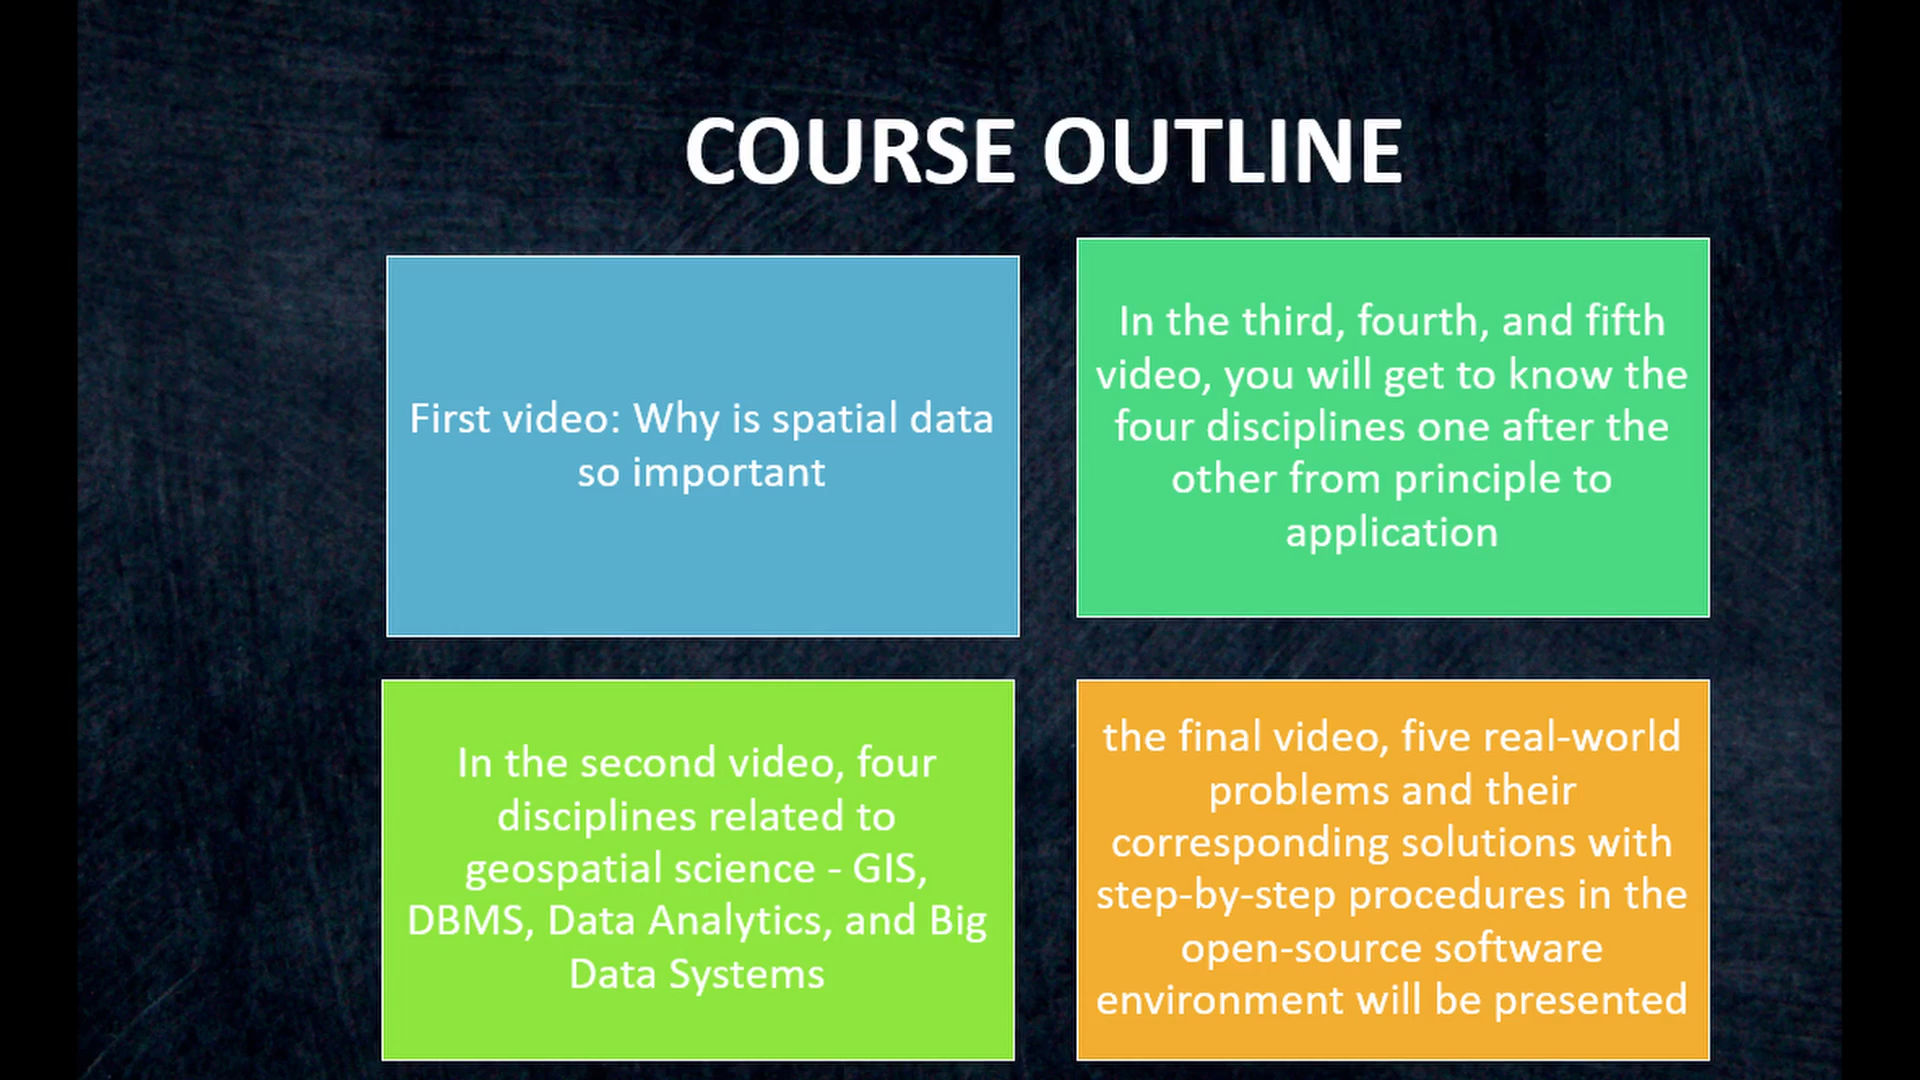 COURSE OUTLINE
First video: Why is spatial data
so important
In the second video, four
disciplines related to
geospatial science - GIS,
DBMS, Data Analytics, and Big
Data Systems
In the third, fourth, and fifth
video, you will get to know the
four disciplines one after the
other from principle to
application
the final video, five real-world
problems and their
corresponding solutions with
step-by-step procedures in the
open-source software
environment will be presented